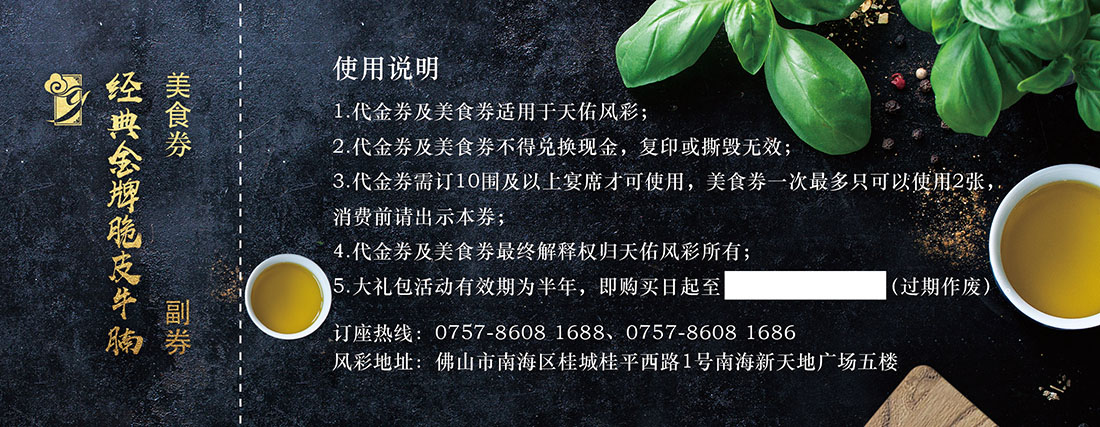 美食券
经典金牌脆皮牛腩
副券
使用说明
1.代金券及美食券适用于天佑风彩；
2.代金券及美食券不得兑换现金，复印或撕毁无效；
3.代金券需订10围及以上宴席才可使用，美食券一次最多只可以使用2张，
消费前请出示本券；
4.代金券及美食券最终解释权归天佑风彩所有；
5.大礼包活动有效期为半年，即购买日起至 (过期作废)
订座热线：0757-8608 1688、0757-8608 1686
风彩地址：佛山市南海区桂城桂平西路1号南海新天地广场五楼